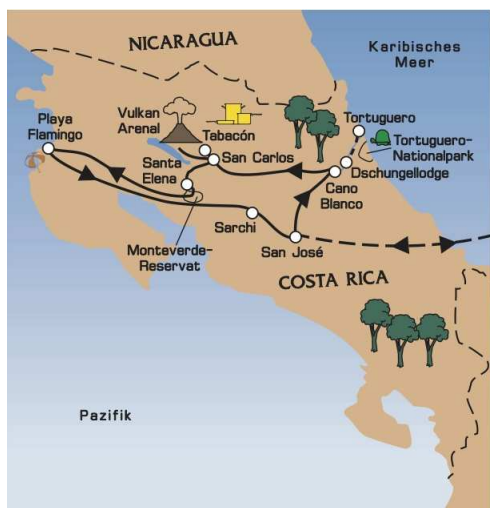 NICARAGUA
Karibisches
Meer
Playa
Flamingo
Vulkan
Arenal
Tabacón
Tortuguero
Tortuguero-
Nationalpark
San Carlos
Dschungellodge
Santa
Elena
Cano
Blanco
Sarchi
Monteverde-
Reservat
San José
COSTA RICA
Pazifik